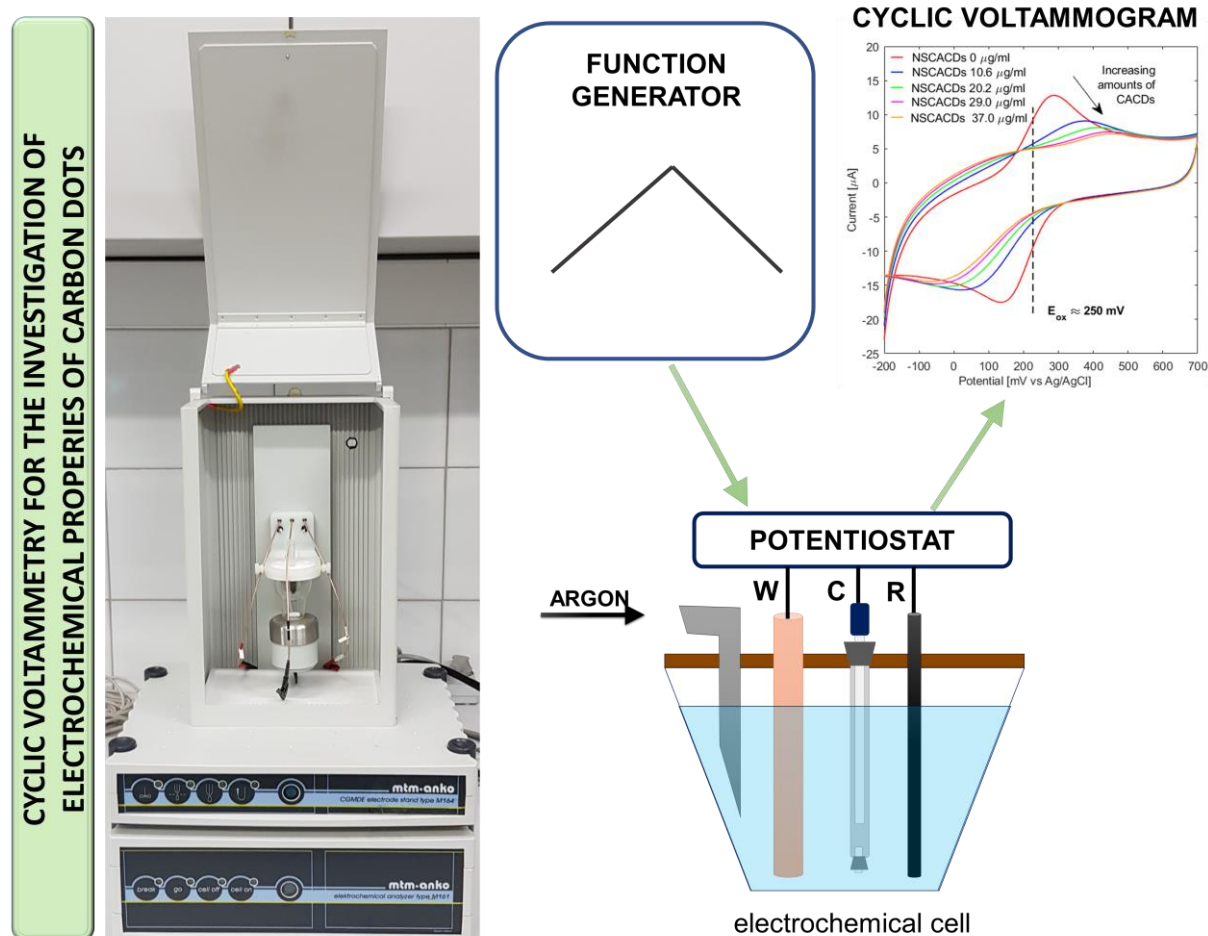 CYCLIC VOLTAMMETRY FOR THE INVESTIGATION OF
ELECTROCHEMICAL PROPERIES OF CARBON DOTS
mtm-anko
CGMDE electrode stand type M164
break
go
cell off
cell on
mtm-anko
elektrochemical analyzer type M161
FUNCTION
GENERATOR
CYCLIC VOLTAMMOGRAM
NSCACDs 0 μg/ml
NSCACDs 10.6 μg/ml
NSCACDs 20.2 μg/ml
NSCACDs 29.0 μg/ml
NSCACDs 37.0 μg/ml
Increasing
amounts of
CACDs
Current [μA]
20
15
10
5
0
-5
-10
-15
-20
-25
E_ox ≈ 250 mV
-200 -100 0 100 200 300 400 500 600 700
Potential [mV vs Ag/AgCl]
POTENTIOSTAT
W C R
ARGON
electrochemical cell